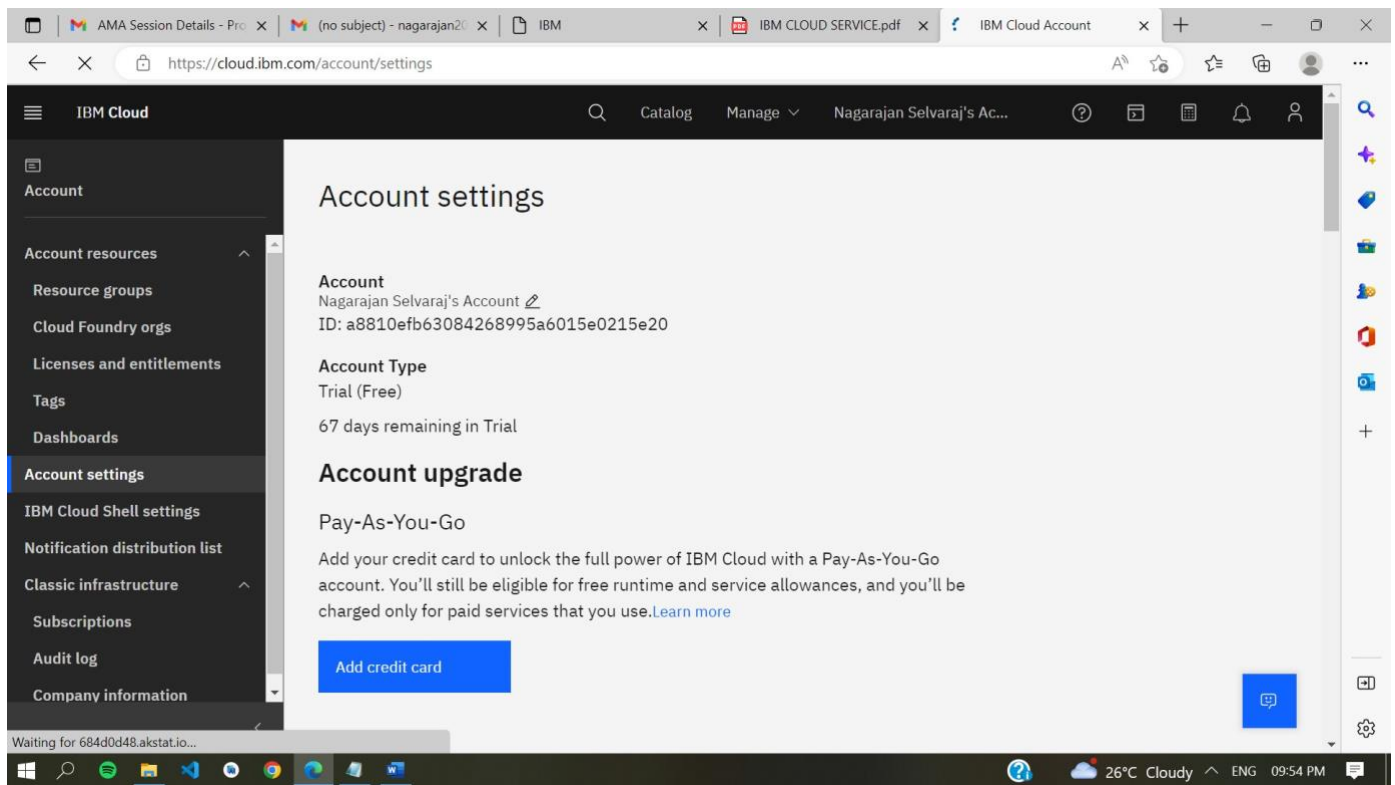 AMA Session Details - Pro
(no subject) - nagarajan20
IBM
IBM CLOUD SERVICE.pdf
IBM Cloud Account
https://cloud.ibm.com/account/settings
IBM Cloud
Catalog
Manage
Nagarajan Selvaraj's Ac...
Account
Account resources
Resource groups
Cloud Foundry orgs
Licenses and entitlements
Tags
Dashboards
Account settings
IBM Cloud Shell settings
Notification distribution list
Classic infrastructure
Subscriptions
Audit log
Company information
Account settings
Account
Nagarajan Selvaraj's Account
ID: a8810efb63084268995a6015e0215e20
Account Type
Trial (Free)
67 days remaining in Trial
Account upgrade
Pay-As-You-Go
Add your credit card to unlock the full power of IBM Cloud with a Pay-As-You-Go
account. You'll still be eligible for free runtime and service allowances, and you'll be
charged only for paid services that you use.Learn more
Add credit card
Waiting for 684d0d48.akstat.io...
26°C Cloudy
ENG
09:54 PM